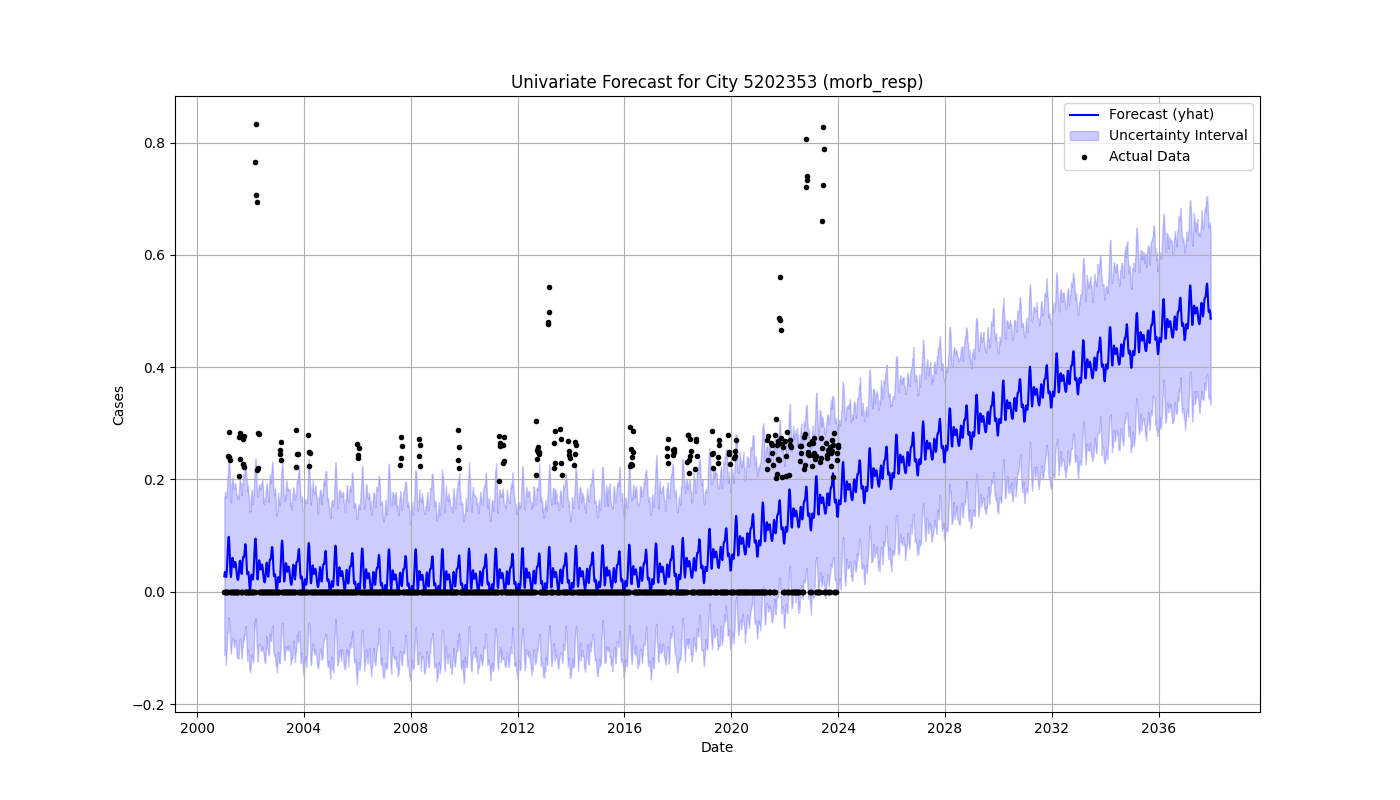 Univariate Forecast for City 5202353 (morb_resp)
Forecast (yhat)
Uncertainty Interval
Actual Data
Cases
0.8
0.6
0.4
0.2
0.0
−0.2
2000 2004 2008 2012 2016 2020 2024 2028 2032 2036
Date